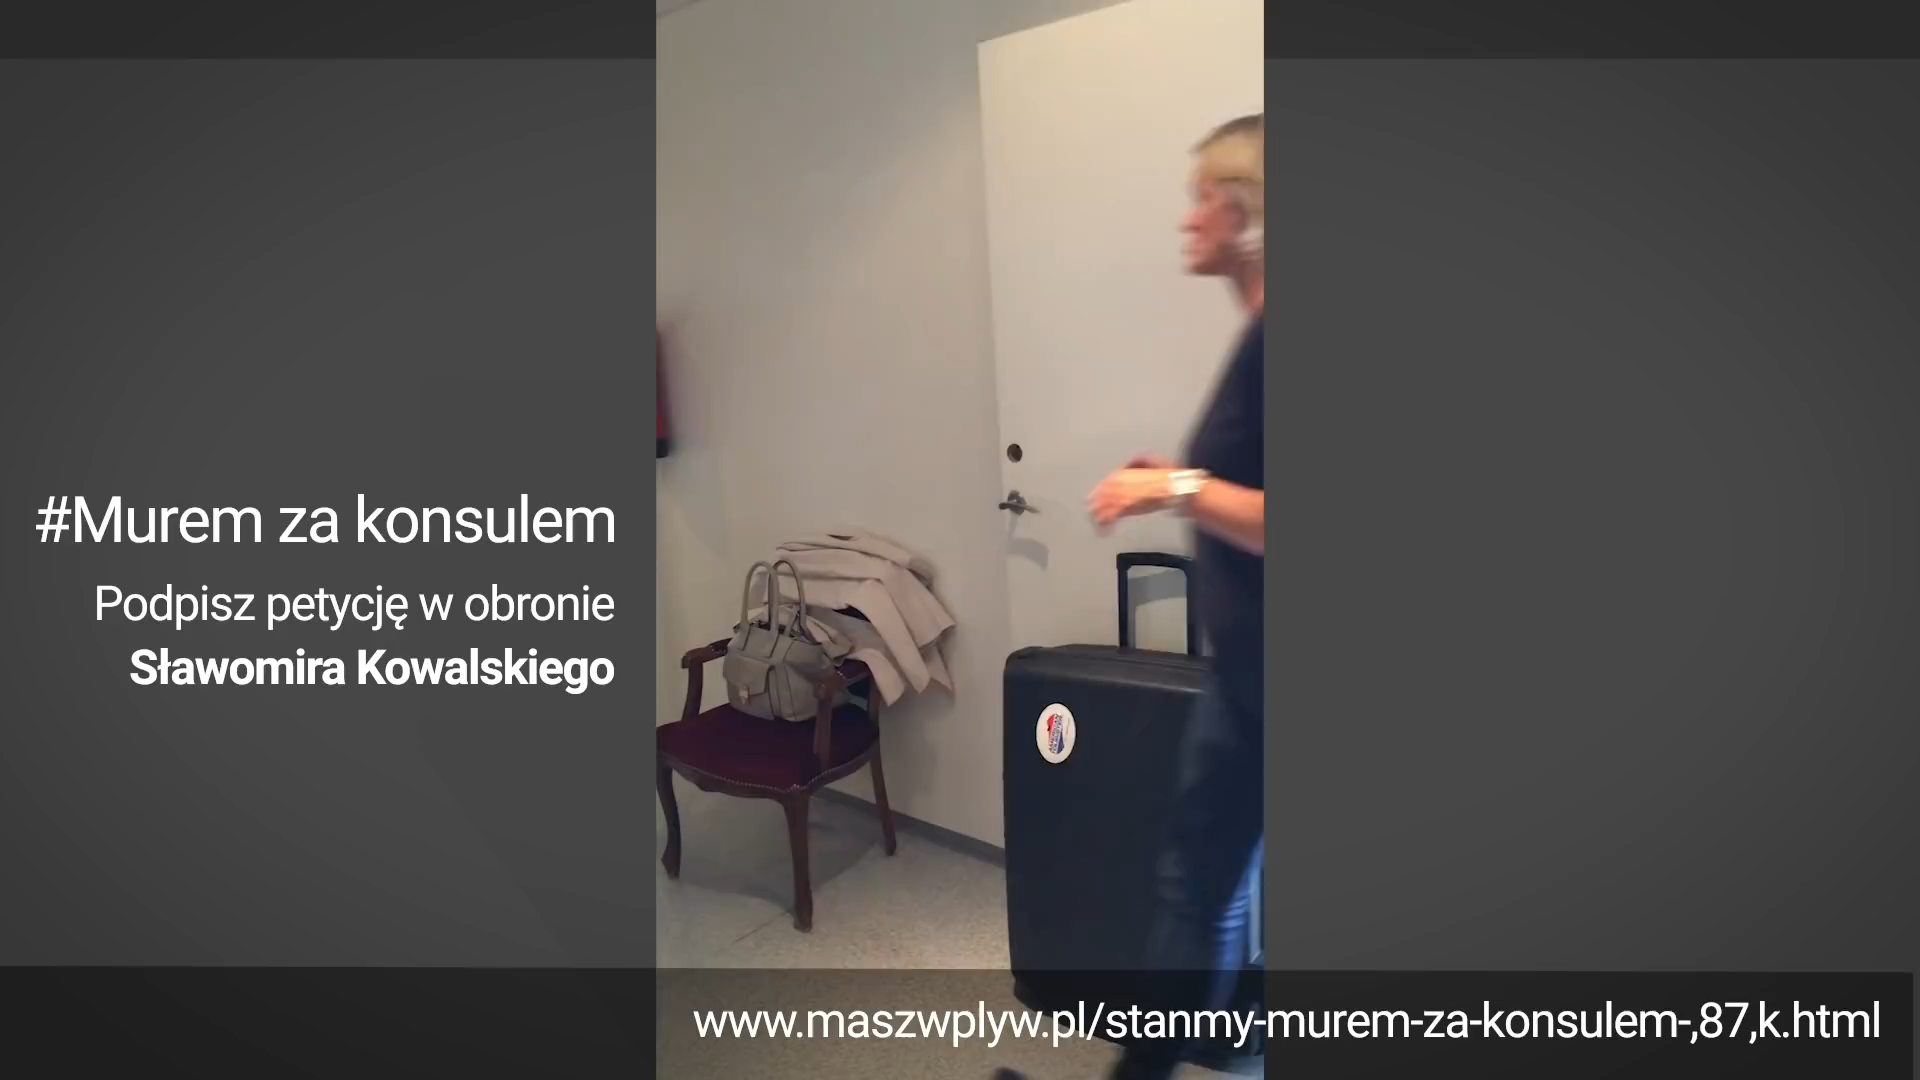 #Murem za konsulem
Podpisz petycję w obronie
Sławomira Kowalskiego
www.maszwplyw.pl/stanmy-murem-za-konsulem-,87,k.html